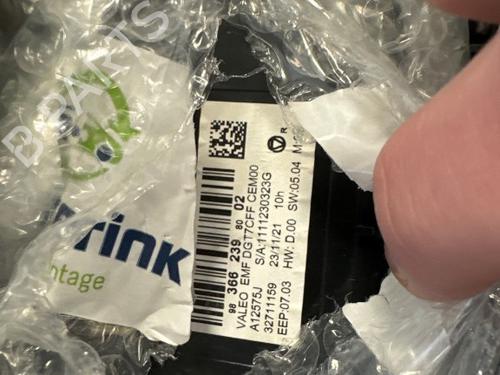 98 366 239 80 02
VALEO EMF DGT7CFF CEM00
S/A:1111230323G
A12575J 23/11/21 10h
32711159 HW: D.00 SW:05.04
EEP:07.03
R
rink
ntage
B-PARTS